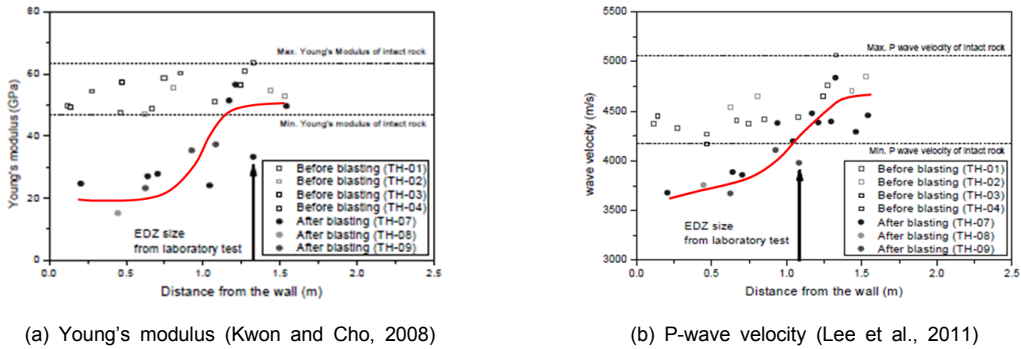 80
60
40
20
0
Young's modulus (GPa)
Max. Young's Modulus of intact rock
Min. Young's modulus of intact rock
EDZ size
from laboratory test
Before blasting (TH-01)
Before blasting (TH-02)
Before blasting (TH-03)
Before blasting (TH-04)
After blasting (TH-07)
After blasting (TH-08)
After blasting (TH-09)
0.0 0.5 1.0 1.5 2.0 2.5
Distance from the wall (m)
(a) Young's modulus (Kwon and Cho, 2008)
5500
5000
4500
4000
3500
3000
wave velocity (m/s)
Max. P wave velocity of intact rock
Min. P wave velocity of intact rock
EDZ size
from laboratory test
Before blasting (TH-01)
Before blasting (TH-02)
Before blasting (TH-03)
Before blasting (TH-04)
After blasting (TH-07)
After blasting (TH-08)
After blasting (TH-09)
0.0 0.5 1.0 1.5 2.0 2.5
Distance from the wall (m)
(b) P-wave velocity (Lee et al., 2011)